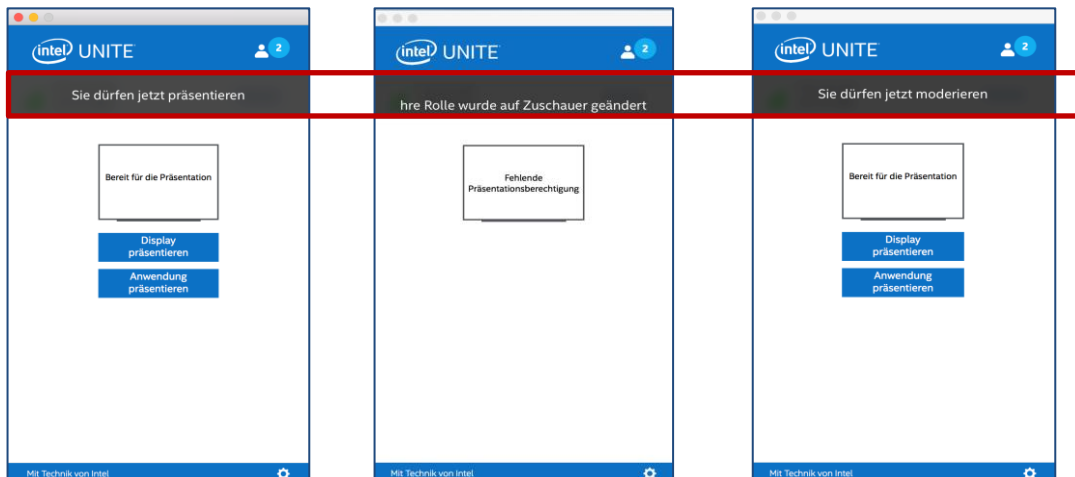 intel UNITE
2
Sie dürfen jetzt präsentieren
Bereit für die Präsentation
Display
präsentieren
Anwendung
präsentieren
Mit Technik von Intel
intel UNITE
2
hre Rolle wurde auf Zuschauer geändert
Fehlende
Präsentationsberechtigung
Mit Technik von Intel
intel UNITE
2
Sie dürfen jetzt moderieren
Bereit für die Präsentation
Display
präsentieren
Anwendung
präsentieren
Mit Technik von Intel